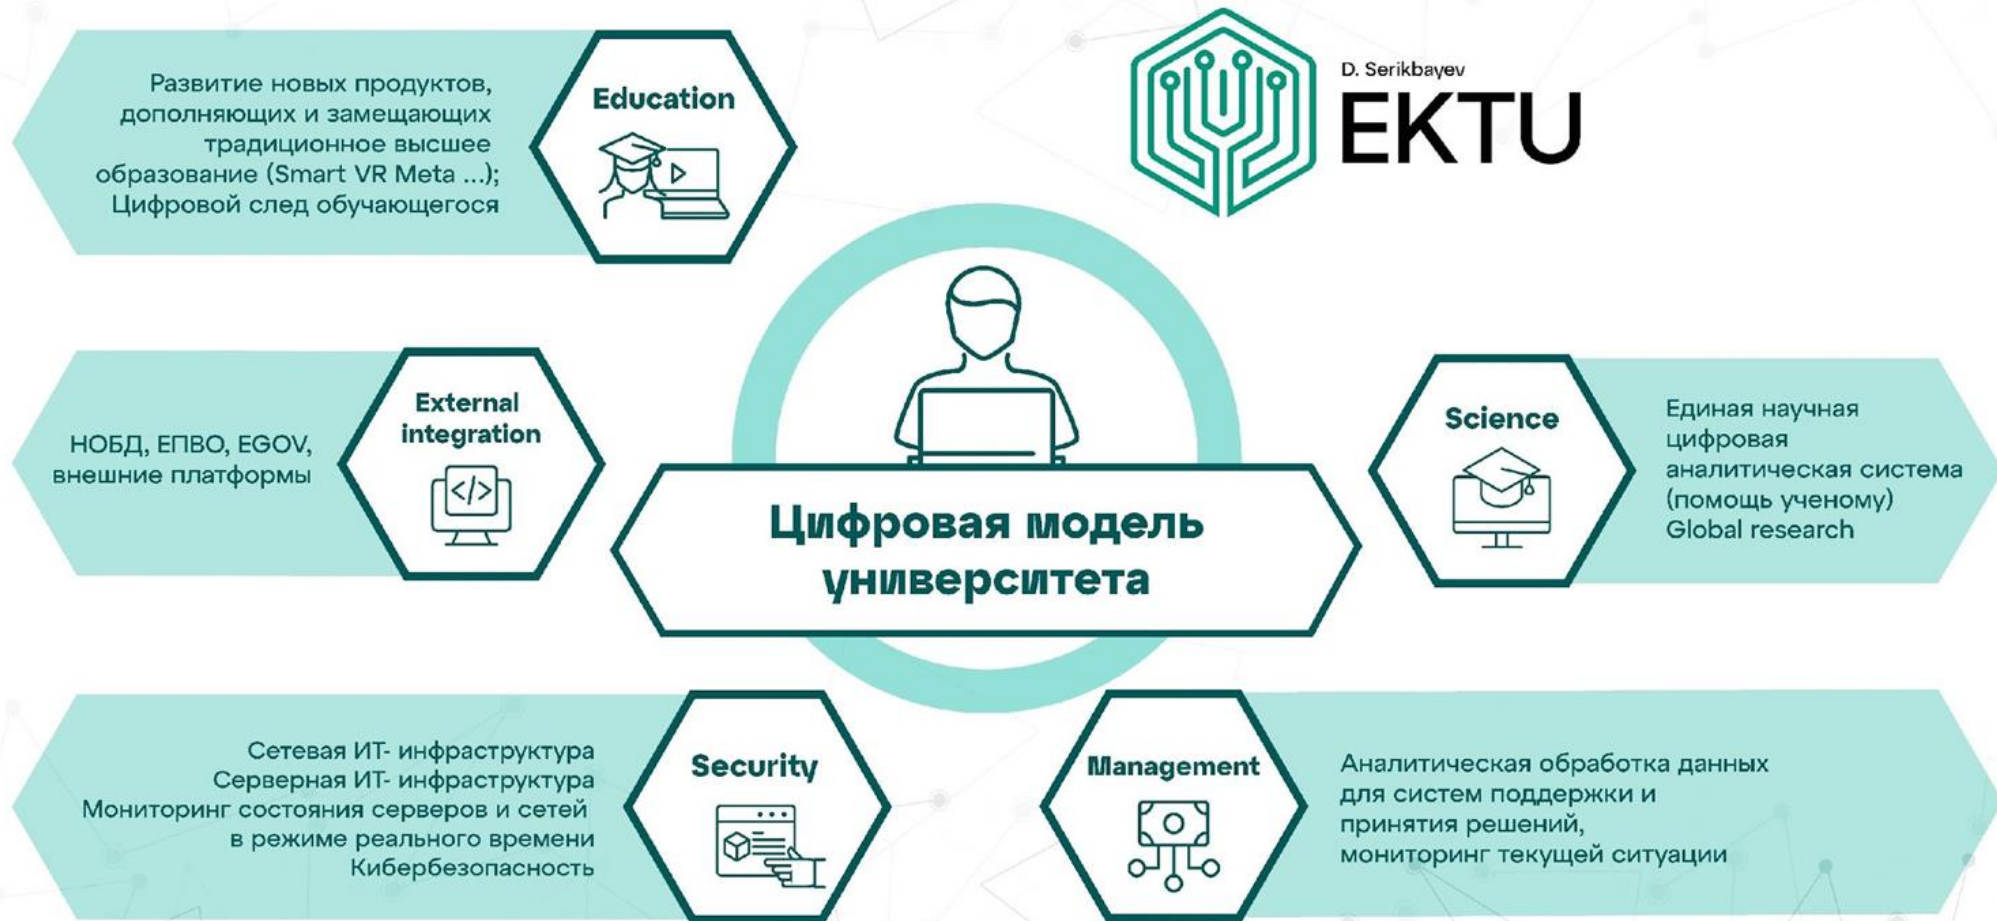 D. Serikbayev
EKTU
Education
Развитие новых продуктов,
дополняющих и замещающих
традиционное высшее
образование (Smart VR Meta ...);
Цифровой след обучающегося
External
integration
</>
НОБД, ЕПВО, EGOV,
внешние платформы
Цифровая модель
университета
Science
Единая научная
цифровая
аналитическая система
(помощь ученому)
Global research
Security
Сетевая ИТ- инфраструктура
Серверная ИТ- инфраструктура
Мониторинг состояния серверов и сетей
в режиме реального времени
Кибербезопасность
Management
Аналитическая обработка данных
для систем поддержки и
принятия решений,
мониторинг текущей ситуации